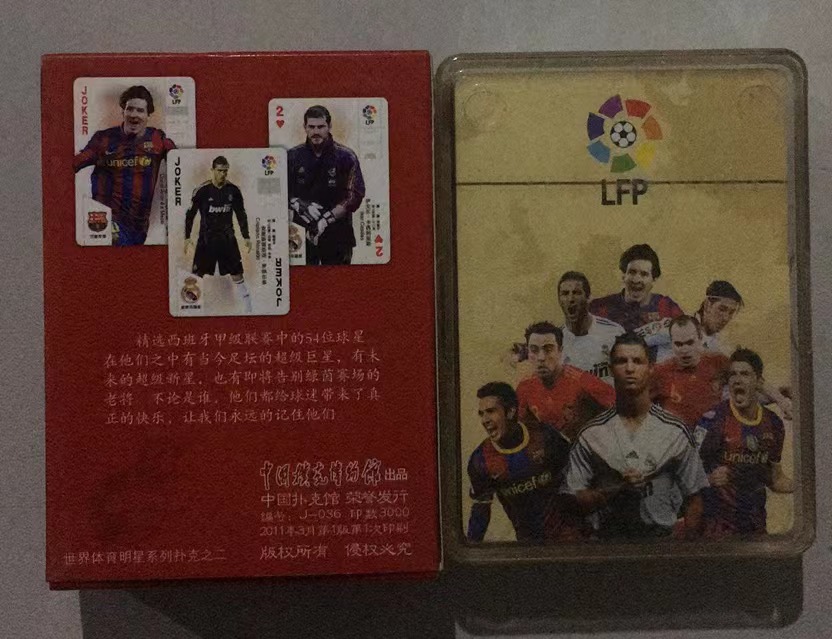 JOKER
LFP
unicef
2
LFP
JOKER
LFP
bwin
2
JOKER
精选西班牙甲级联赛中的54位球星
在他们之中有当今足坛的超级巨星，有未
来的超级新星，也有即将告别绿茵赛场的
老将 不论是谁，他们都给球迷带来了真
正的快乐，让我们永远的记住他们
中国扑克博物馆 出品
中国扑克馆 荣誉发行
编号：J-036 印数3000
2011年3月第1版第1次印刷
世界体育明星系列扑克之二
版权所有 侵权必究
LFP
unicef
unicef